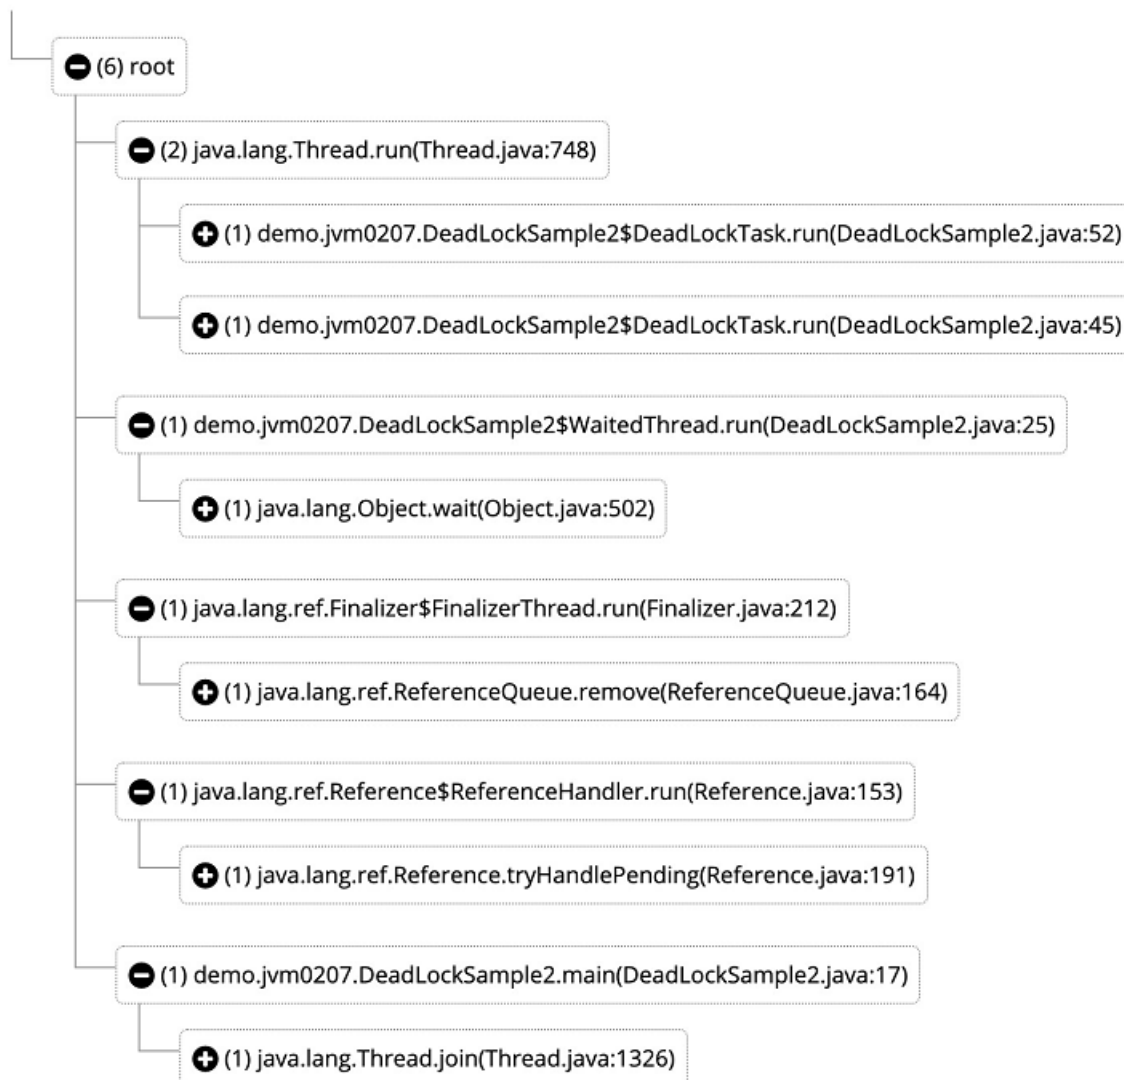 (6) root
(2) java.lang.Thread.run(Thread.java:748)
(1) demo.jvm0207.DeadLockSample2$DeadLockTask.run(DeadLockSample2.java:52)
(1) demo.jvm0207.DeadLockSample2$DeadLockTask.run(DeadLockSample2.java:45)
(1) demo.jvm0207.DeadLockSample2$WaitedThread.run(DeadLockSample2.java:25)
(1) java.lang.Object.wait(Object.java:502)
(1) java.lang.ref.Finalizer$FinalizerThread.run(Finalizer.java:212)
(1) java.lang.ref.ReferenceQueue.remove(ReferenceQueue.java:164)
(1) java.lang.ref.Reference$ReferenceHandler.run(Reference.java:153)
(1) java.lang.ref.Reference.tryHandlePending(Reference.java:191)
(1) demo.jvm0207.DeadLockSample2.main(DeadLockSample2.java:17)
(1) java.lang.Thread.join(Thread.java:1326)